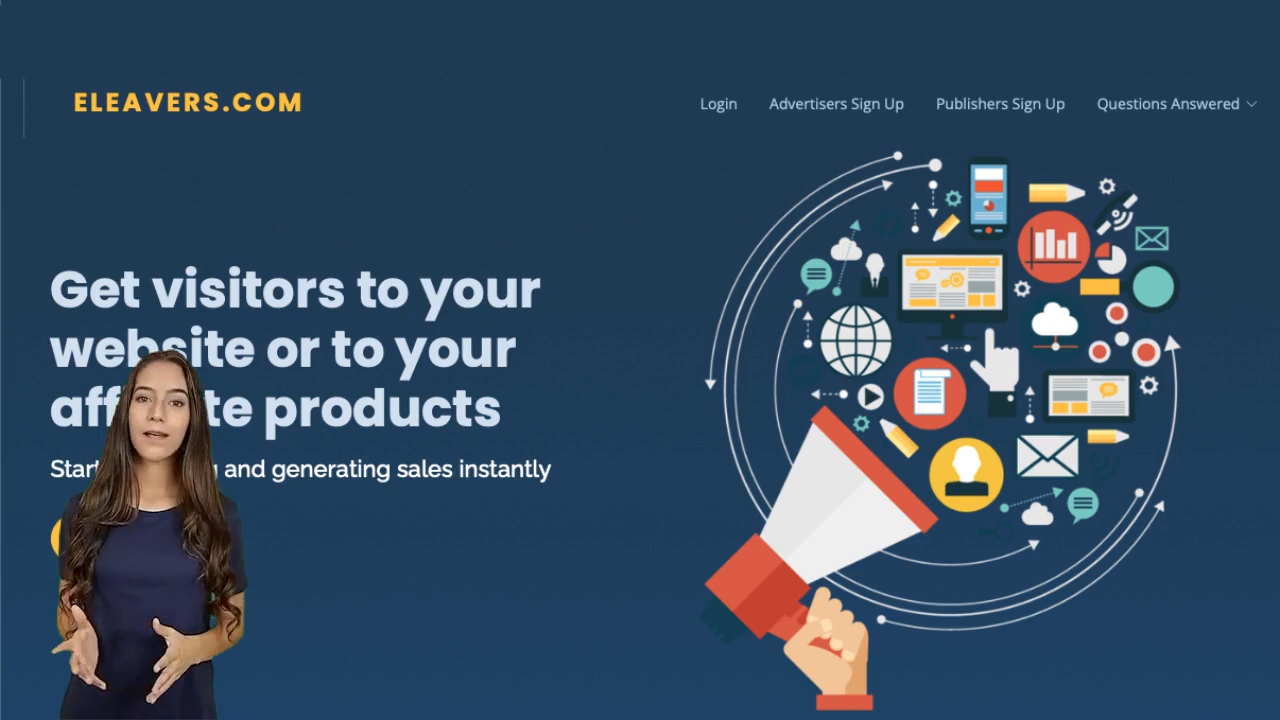 ELEAVERS.COM
Login Advertisers Sign Up Publishers Sign Up Questions Answered
Get visitors to your
website or to your
products
and generating sales instantly